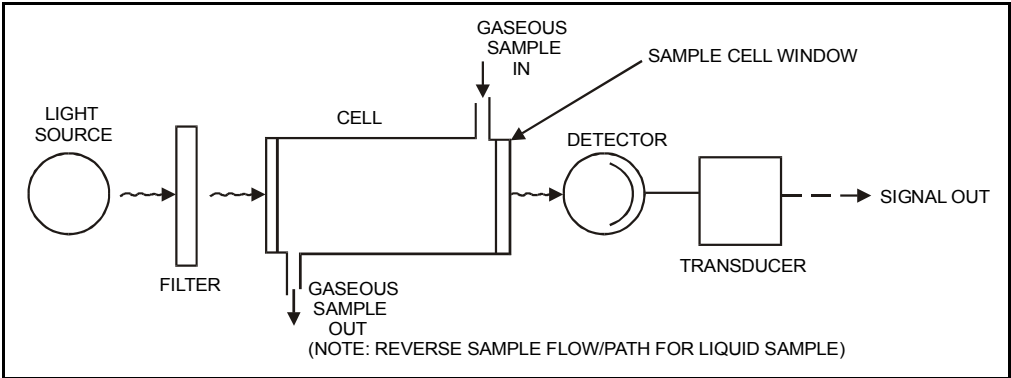 GASEOUS
SAMPLE
IN
SAMPLE CELL WINDOW
LIGHT
SOURCE
CELL
DETECTOR
SIGNAL OUT
TRANSDUCER
FILTER
GASEOUS
SAMPLE
OUT
(NOTE: REVERSE SAMPLE FLOW/PATH FOR LIQUID SAMPLE)